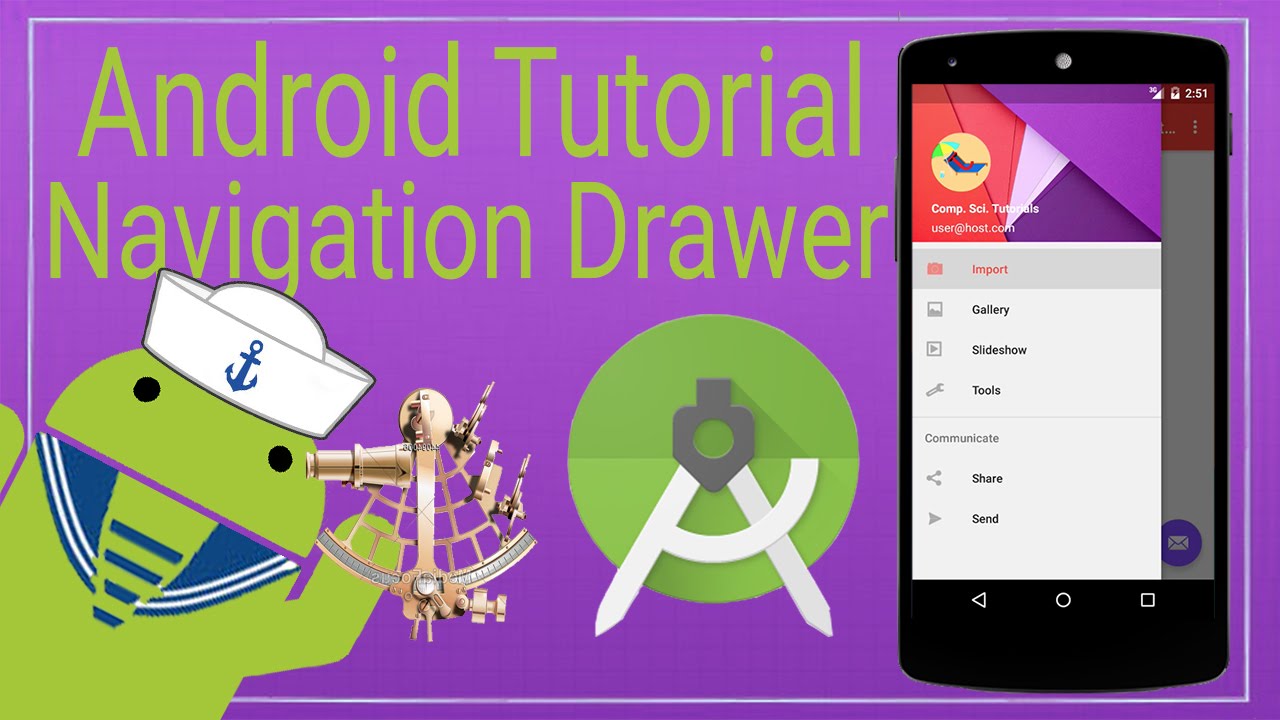 Android Tutorial
Navigation Drawer
3G 2:51
Comp. Sci. Tutorials
user@host.com
Import
Gallery
Slideshow
Tools
Communicate
Share
Send